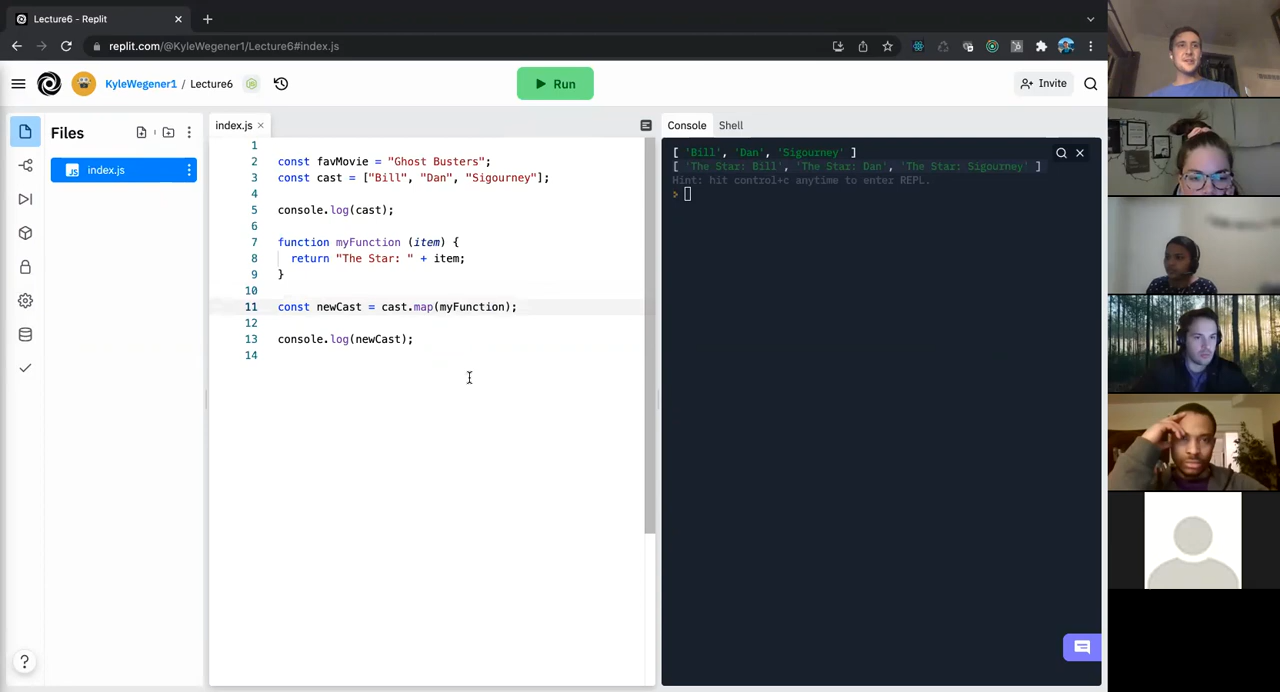 Lecture6 - Replit
replit.com/@KyleWegener1/Lecture6#index.js
KyleWegener1 / Lecture6
Run
Invite
Files
index.js
index.js
1
2 const favMovie = "Ghost Busters";
3 const cast = ["Bill", "Dan", "Sigourney"];
4
5 console.log(cast);
6
7 function myFunction (item) {
8 return "The Star: " + item;
9 }
10
11 const newCast = cast.map(myFunction);
12
13 console.log(newCast);
14
Console Shell
[ 'Bill', 'Dan', 'Sigourney' ]
[ 'The Star: Bill', 'The Star: Dan', 'The Star: Sigourney' ]
Hint: hit control+c anytime to enter REPL.
>
?